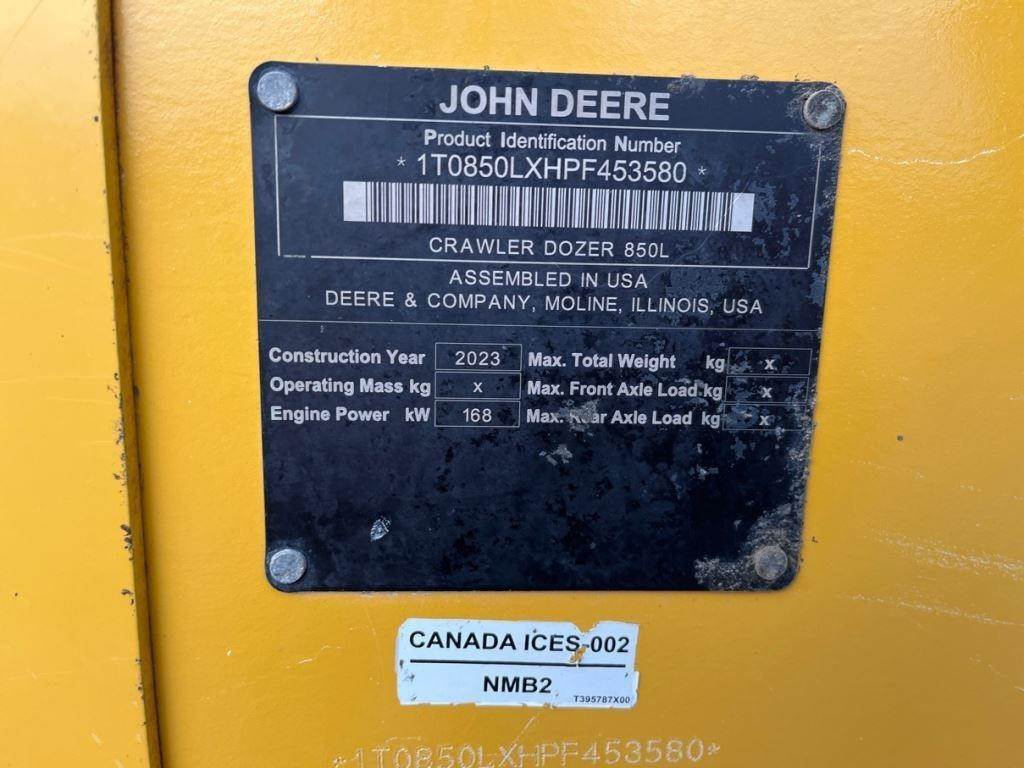 JOHN DEERE
Product Identification Number
* 1T0850LXHPF453580 *
CRAWLER DOZER 850L
ASSEMBLED IN USA
DEERE & COMPANY, MOLINE, ILLINOIS, USA
Construction Year 2023 Max. Total Weight kg x
Operating Mass kg x Max. Front Axle Load kg x
Engine Power kW 168 Max. Rear Axle Load kg x
CANADA ICES-002
NMB2
T395787X00
*1T0850LXHPF453580*